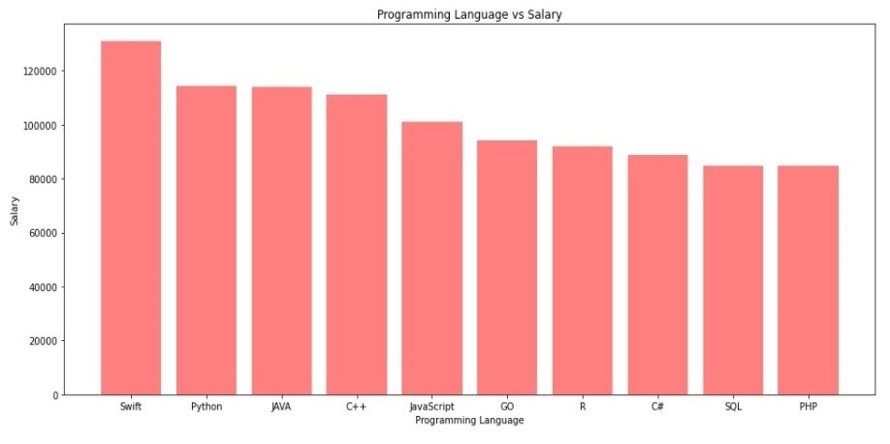 Programming Language vs Salary
120000
100000
80000
60000
40000
20000
0
Salary
Swift Python JAVA C++ JavaScript GO R C# SQL PHP
Programming Language